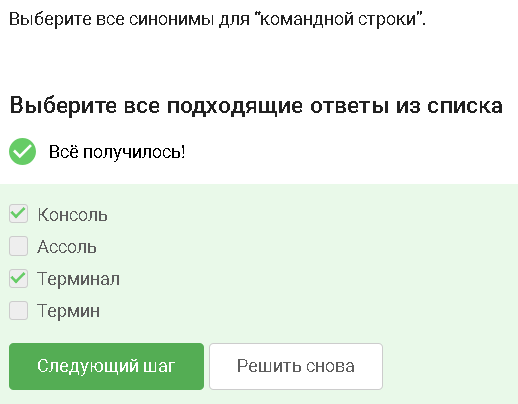 Выберите все синонимы для “командной строки”.
Выберите все подходящие ответы из списка
Всё получилось!
Консоль
Ассоль
Терминал
Термин
Следующий шаг
Решить снова